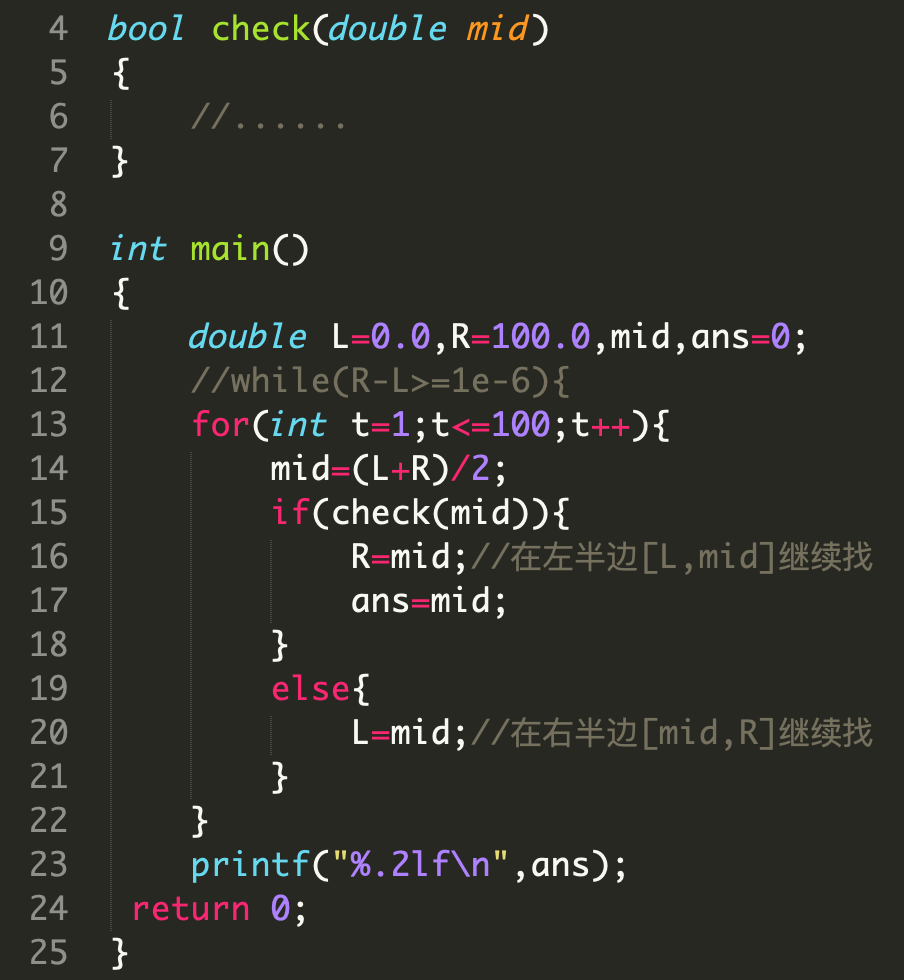 4 bool check(double mid)
5 {
6     //......
7 }
8
9 int main()
10 {
11     double L=0.0,R=100.0,mid,ans=0;
12     //while(R-L>=1e-6){
13     for(int t=1;t<=100;t++){
14         mid=(L+R)/2;
15         if(check(mid)){
16             R=mid;//在左半边[L,mid]继续找
17             ans=mid;
18         }
19         else{
20             L=mid;//在右半边[mid,R]继续找
21         }
22     }
23     printf("%.2lf\n",ans);
24  return 0;
25 }